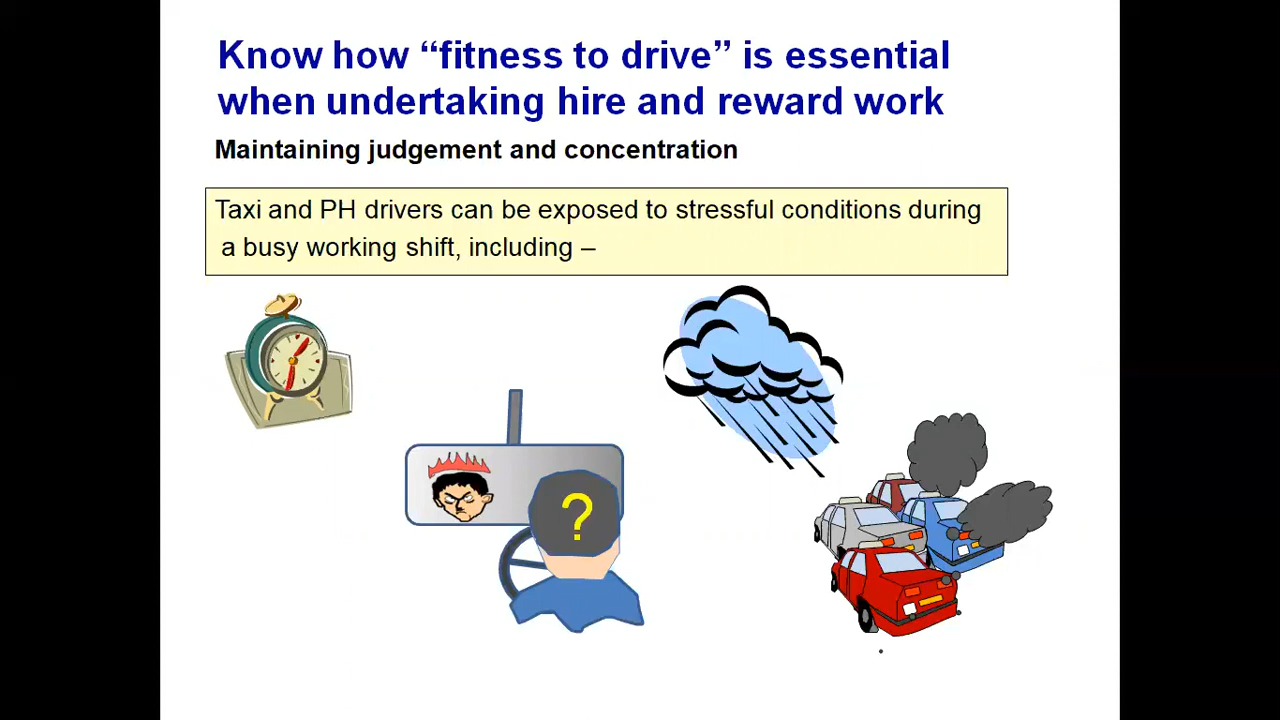 Know how “fitness to drive” is essential
when undertaking hire and reward work
Maintaining judgement and concentration
Taxi and PH drivers can be exposed to stressful conditions during
a busy working shift, including –
?